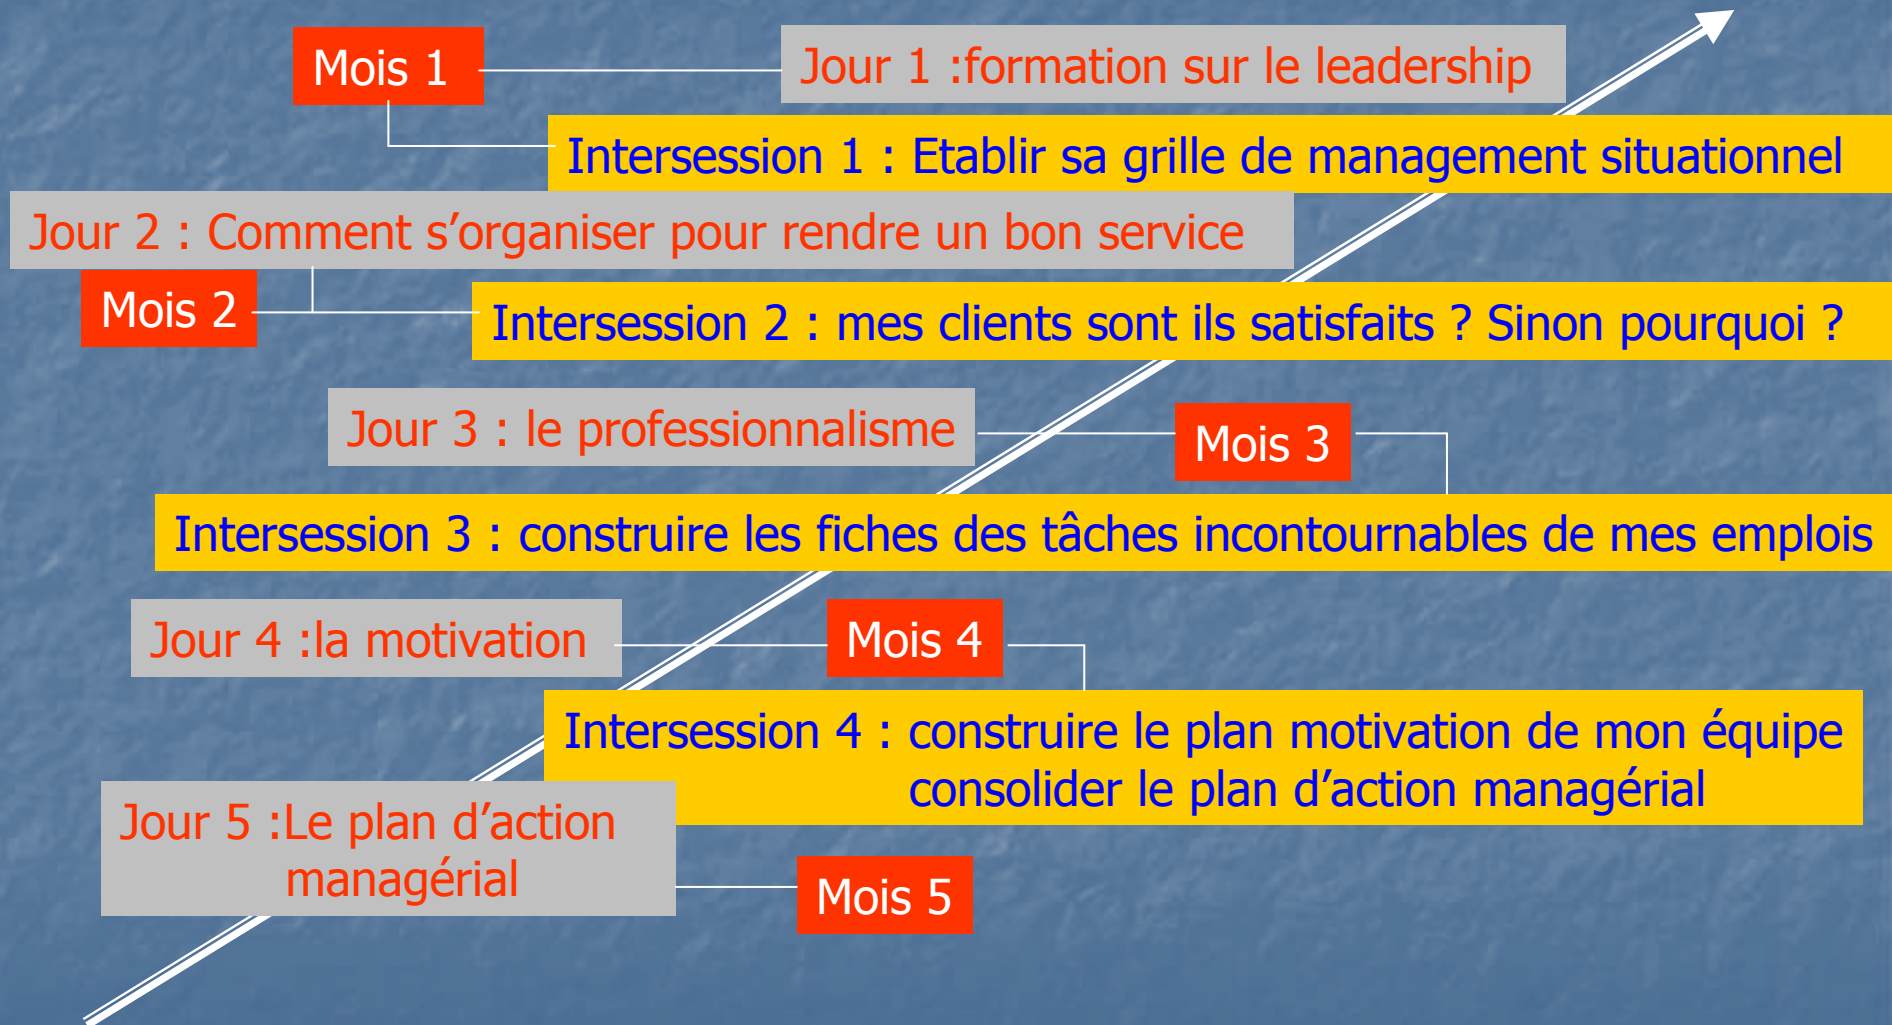 Mois 1
Jour 1 :formation sur le leadership
Intersession 1 : Etablir sa grille de management situationnel
Jour 2 : Comment s’organiser pour rendre un bon service
Mois 2
Intersession 2 : mes clients sont ils satisfaits ? Sinon pourquoi ?
Jour 3 : le professionnalisme
Mois 3
Intersession 3 : construire les fiches des tâches incontournables de mes emplois
Jour 4 :la motivation
Mois 4
Intersession 4 : construire le plan motivation de mon équipe
consolider le plan d’action managérial
Jour 5 :Le plan d’action
managérial
Mois 5